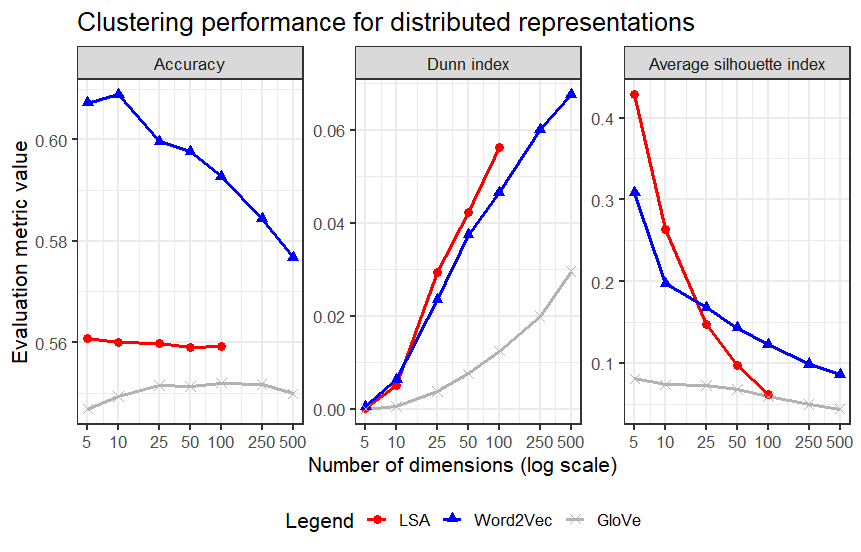 Clustering performance for distributed representations
Accuracy
Dunn index
Average silhouette index
Evaluation metric value
0.60
0.58
0.56
0.06
0.04
0.02
0.00
0.4
0.3
0.2
0.1
5 10 25 50 100 250 500
5 10 25 50 100 250 500
5 10 25 50 100 250 500
Number of dimensions (log scale)
Legend LSA Word2Vec GloVe